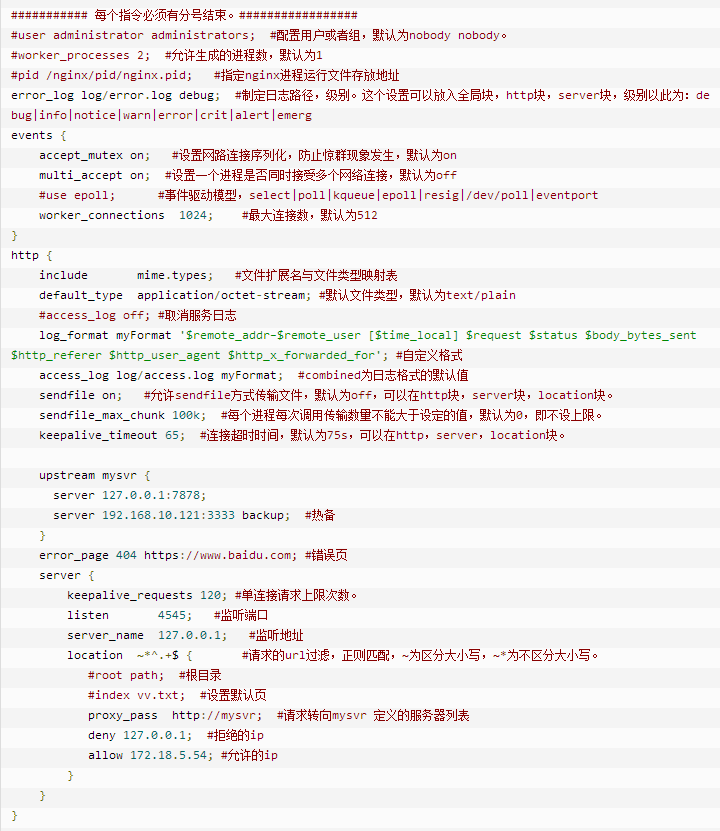 ########### 每个指令必须有分号结束。#################
#user administrator administrators;  #配置用户或者组，默认为nobody nobody。
#worker_processes 2;  #允许生成的进程数，默认为1
#pid /nginx/pid/nginx.pid;   #指定nginx进程运行文件存放地址
error_log log/error.log debug;  #制定日志路径，级别。这个设置可以放入全局块，http块，server块，级别以此为：de
bug|info|notice|warn|error|crit|alert|emerg
events {
    accept_mutex on;   #设置网路连接序列化，防止惊群现象发生，默认为on
    multi_accept on;  #设置一个进程是否同时接受多个网络连接，默认为off
    #use epoll;      #事件驱动模型，select|poll|kqueue|epoll|resig|/dev/poll|eventport
    worker_connections  1024;    #最大连接数，默认为512
}
http {
    include       mime.types;   #文件扩展名与文件类型映射表
    default_type  application/octet-stream; #默认文件类型，默认为text/plain
    #access_log off; #取消服务日志
    log_format myFormat '$remote_addr–$remote_user [$time_local] $request $status $body_bytes_sent
$http_referer $http_user_agent $http_x_forwarded_for'; #自定义格式
    access_log log/access.log myFormat;  #combined为日志格式的默认值
    sendfile on;   #允许sendfile方式传输文件，默认为off，可以在http块，server块，location块。
    sendfile_max_chunk 100k;  #每个进程每次调用传输数量不能大于设定的值，默认为0，即不设上限。
    keepalive_timeout 65;  #连接超时时间，默认为75s，可以在http，server，location块。
    upstream mysvr {
      server 127.0.0.1:7878;
      server 192.168.10.121:3333 backup;  #热备
    }
    error_page 404 https://www.baidu.com; #错误页
    server {
        keepalive_requests 120; #单连接请求上限次数。
        listen       4545;   #监听端口
        server_name  127.0.0.1;   #监听地址
        location  ~*^.+$ {       #请求的url过滤，正则匹配，~为区分大小写，~*为不区分大小写。
           #root path;  #根目录
           #index vv.txt;  #设置默认页
           proxy_pass  http://mysvr;  #请求转向mysvr 定义的服务器列表
           deny 127.0.0.1;  #拒绝的ip
           allow 172.18.5.54; #允许的ip
        }
    }
}